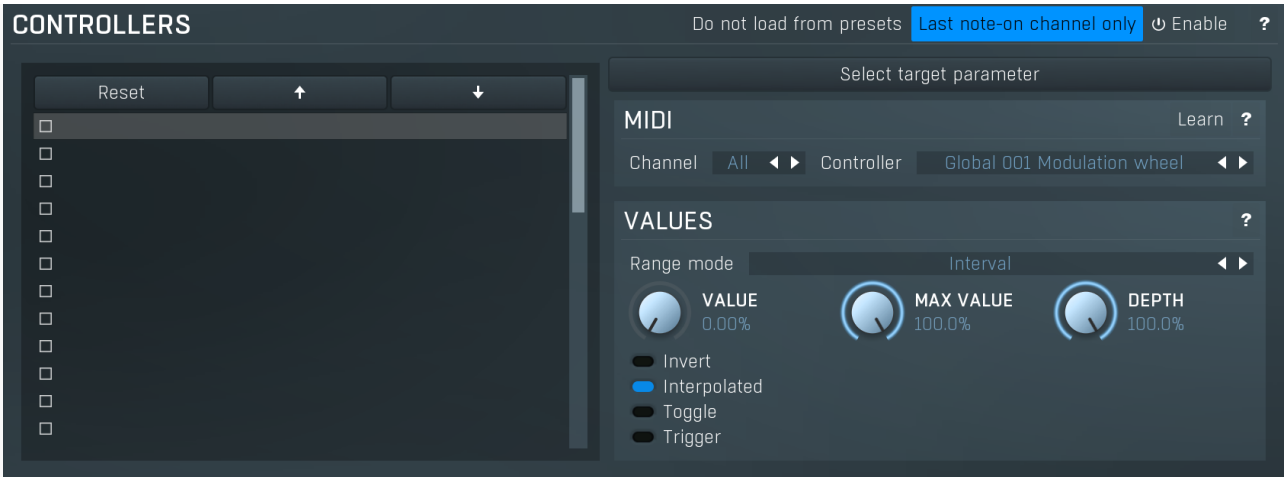 CONTROLLERS
Do not load from presets Last note-on channel only Enable ?
Reset
Select target parameter
MIDI
Learn ?
Channel All Controller Global 001 Modulation wheel
VALUES
?
Range mode Interval
VALUE
0.00%
MAX VALUE
100.0%
DEPTH
100.0%
Invert
Interpolated
Toggle
Trigger